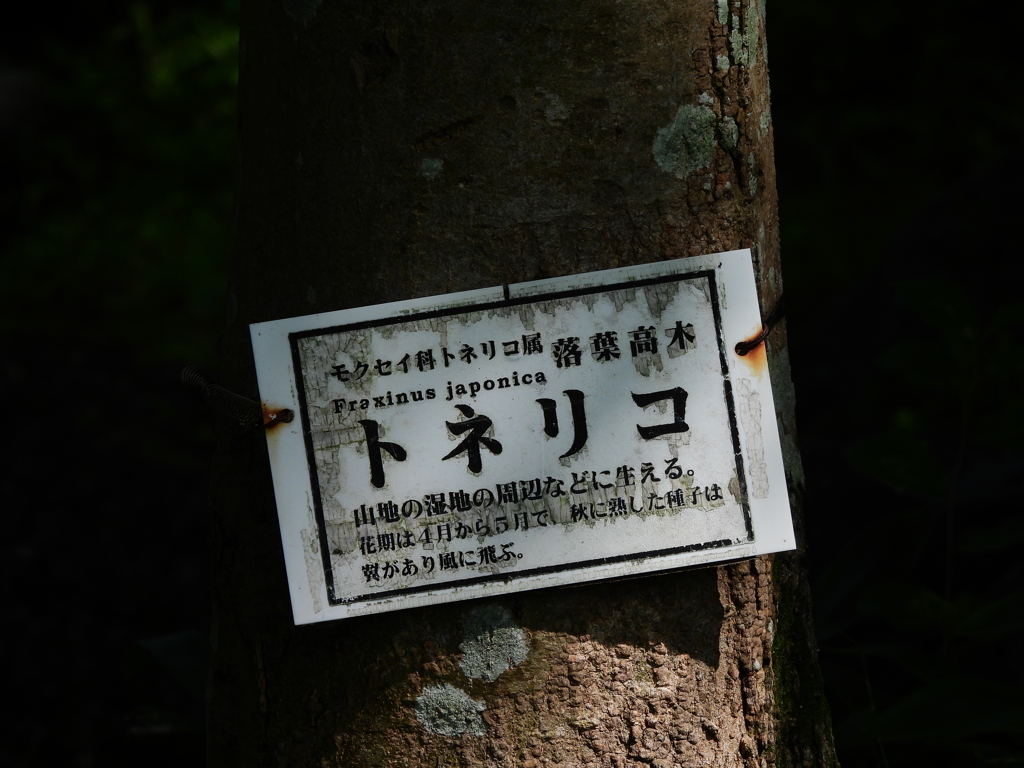 モクセイ科トネリコ属 落葉高木
Fraxinus japonica
トネリコ
山地の湿地の周辺などに生える。
花期は4月から5月で、秋に熟した種子は
翼があり風に飛ぶ。